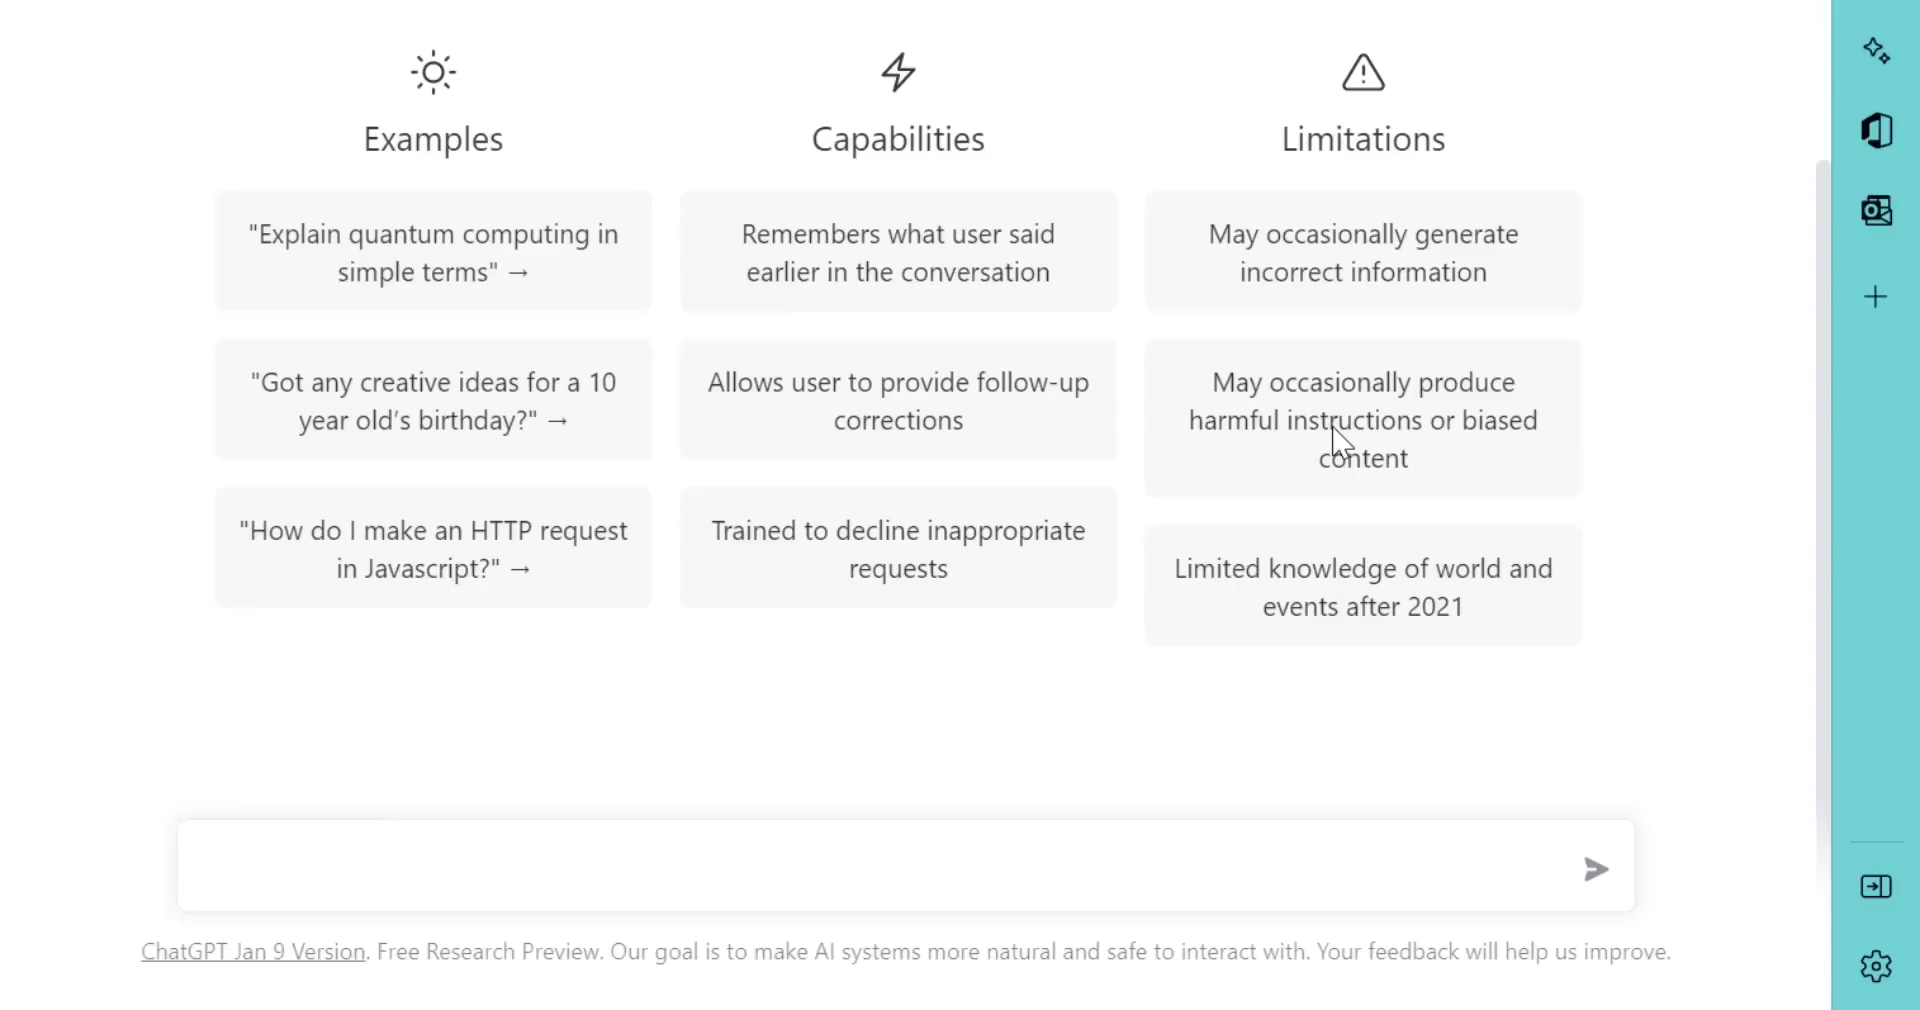 Examples
"Explain quantum computing in
simple terms" →
"Got any creative ideas for a 10
year old’s birthday?" →
"How do I make an HTTP request
in Javascript?" →
Capabilities
Remembers what user said
earlier in the conversation
Allows user to provide follow-up
corrections
Trained to decline inappropriate
requests
Limitations
May occasionally generate
incorrect information
May occasionally produce
harmful instructions or biased
content
Limited knowledge of world and
events after 2021
ChatGPT Jan 9 Version. Free Research Preview. Our goal is to make AI systems more natural and safe to interact with. Your feedback will help us improve.